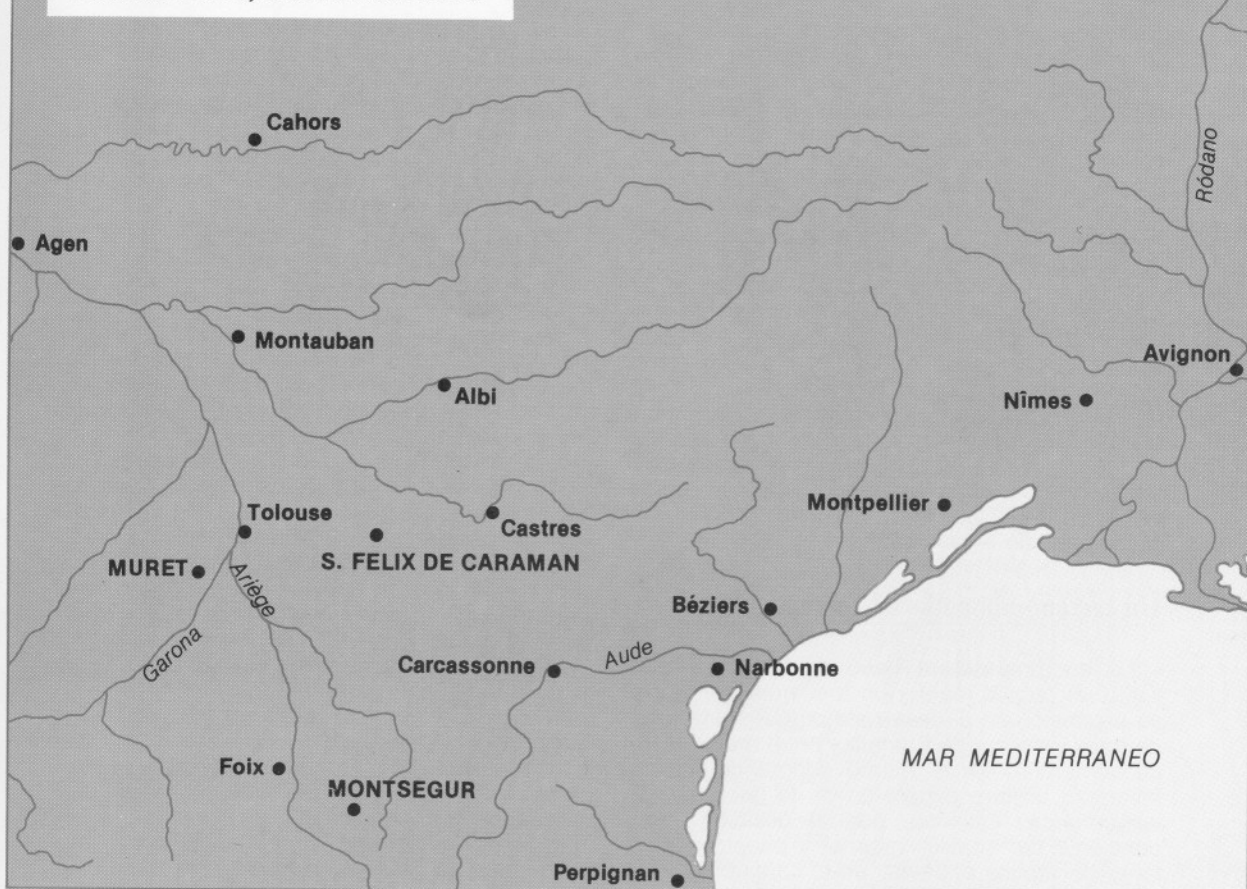 Cahors
Ródano
Agen
Montauban
Avignon
Albi
Nîmes
Tolouse
Castres
Montpellier
S. FELIX DE CARAMAN
MURET
Ariège
Béziers
Garona
Aude
Carcassonne
Narbonne
MAR MEDITERRANEO
Foix
MONTSEGUR
Perpignan